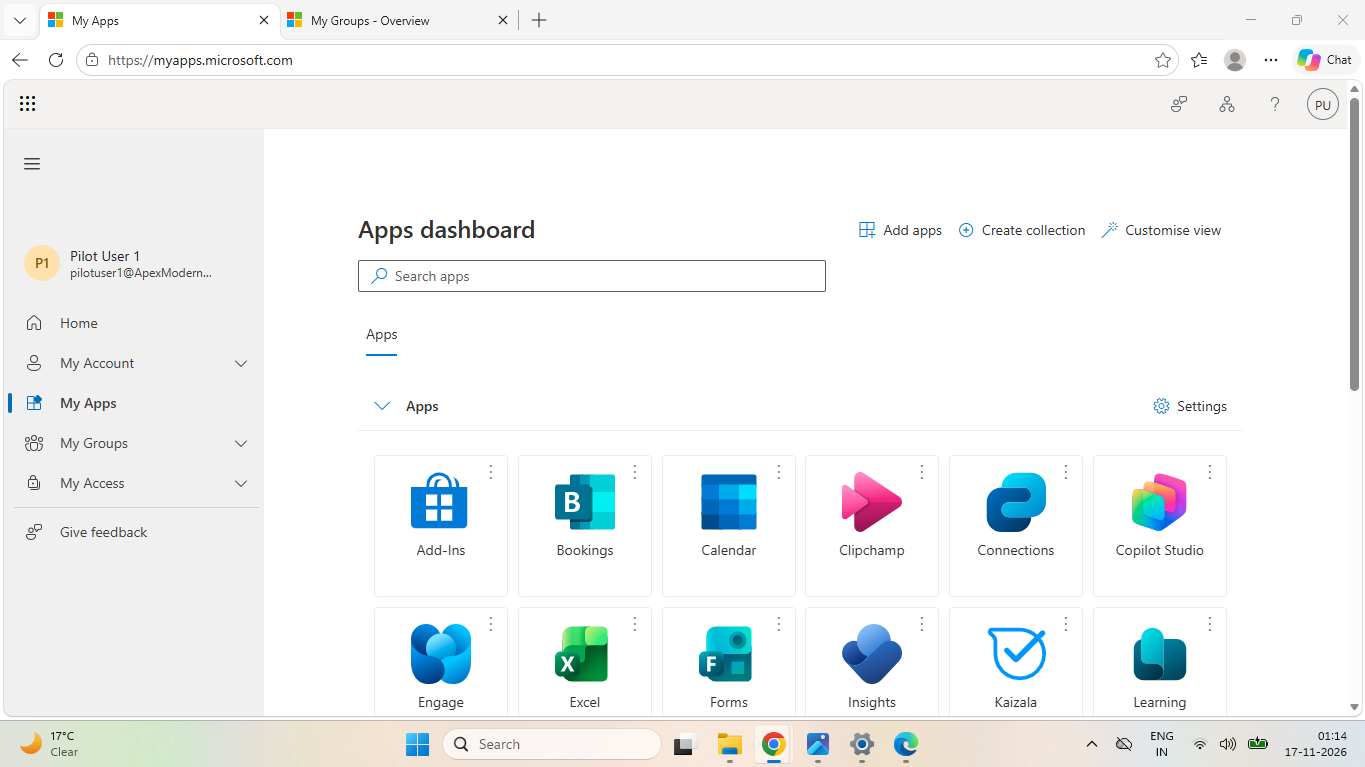 My Apps
My Groups - Overview
https://myapps.microsoft.com
Chat
PU
P1
Pilot User 1
pilotuser1@ApexModern...
Home
My Account
My Apps
My Groups
My Access
Give feedback
Apps dashboard
Add apps
Create collection
Customise view
Search apps
Apps
Apps
Settings
Add-Ins
B
Bookings
Calendar
Clipchamp
Connections
Copilot Studio
Engage
X
Excel
F
Forms
Insights
Kaizala
Learning
17°C
Clear
Search
ENG
IN
01:14
17-11-2026